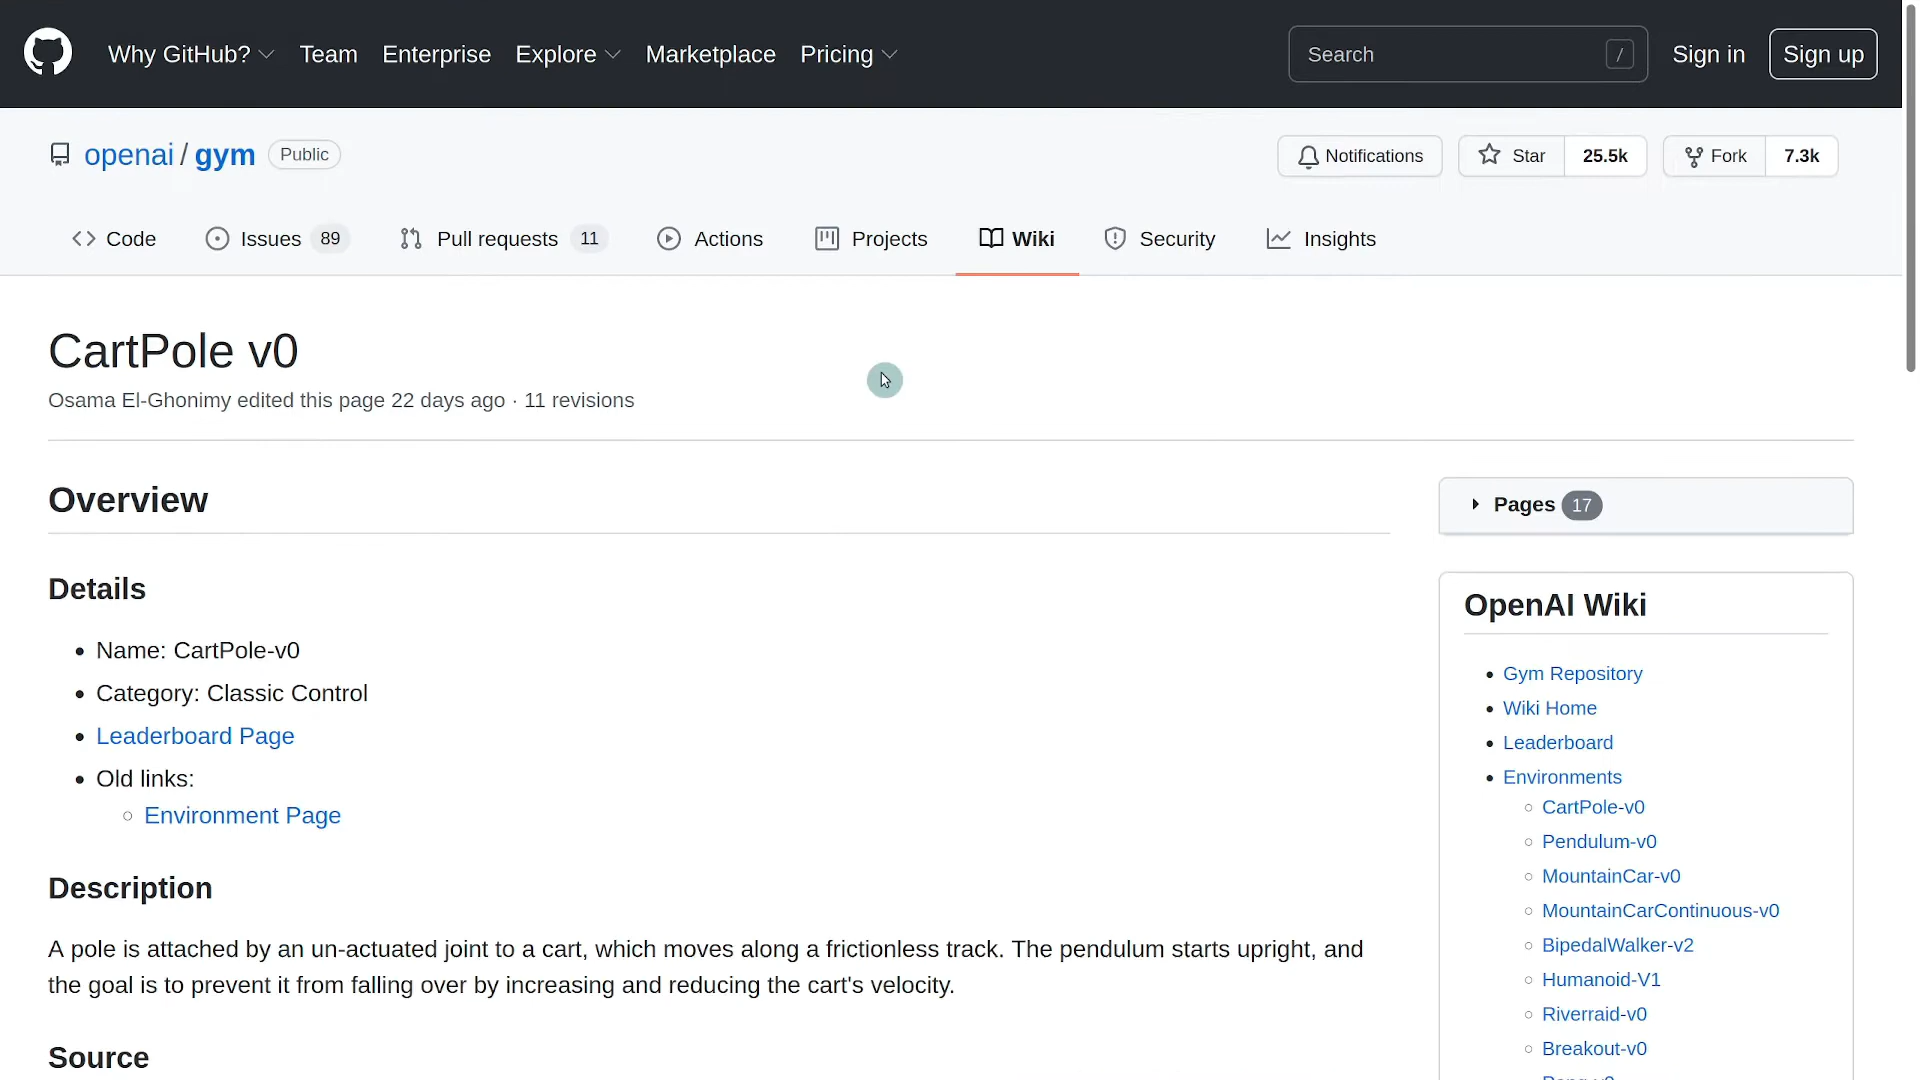 Why GitHub? Team Enterprise Explore Marketplace Pricing Search / Sign in Sign up
openai / gym Public Notifications Star 25.5k Fork 7.3k
Code Issues 89 Pull requests 11 Actions Projects Wiki Security Insights
CartPole v0
Osama El-Ghonimy edited this page 22 days ago · 11 revisions
Overview
Details
Name: CartPole-v0
Category: Classic Control
Leaderboard Page
Old links:
Environment Page
Description
A pole is attached by an un-actuated joint to a cart, which moves along a frictionless track. The pendulum starts upright, and
the goal is to prevent it from falling over by increasing and reducing the cart's velocity.
Source
Pages 17
OpenAI Wiki
Gym Repository
Wiki Home
Leaderboard
Environments
CartPole-v0
Pendulum-v0
MountainCar-v0
MountainCarContinuous-v0
BipedalWalker-v2
Humanoid-V1
Riverraid-v0
Breakout-v0